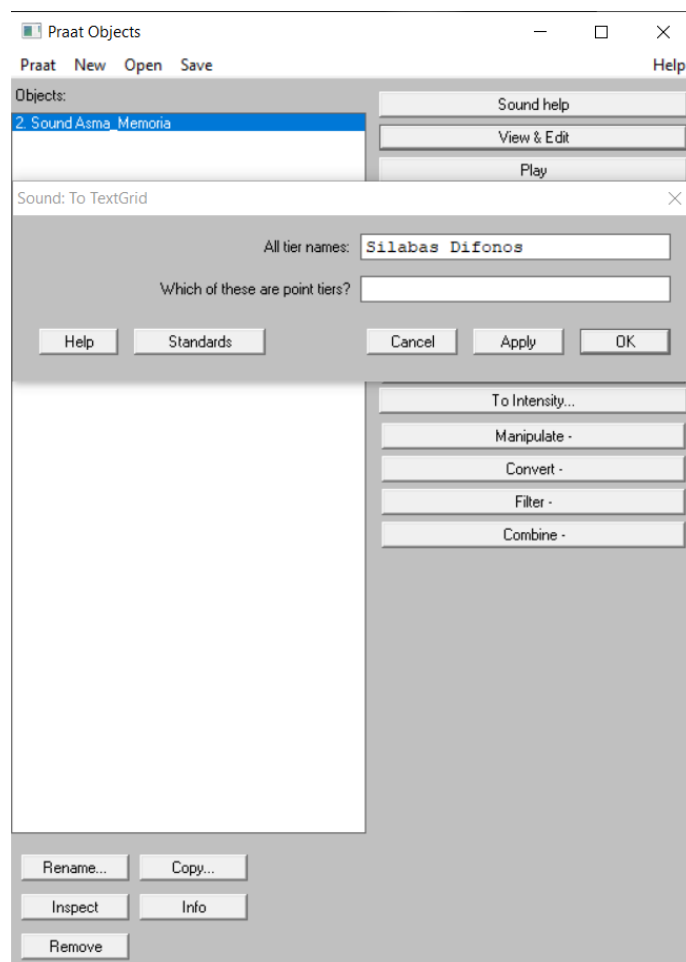 Praat Objects
Praat New Open Save Help
Objects:
2. Sound Asma_Memoria
Sound help
View & Edit
Play
Sound: To TextGrid
All tier names: Silabas Difonos
Which of these are point tiers?
Help Standards Cancel Apply OK
To Intensity...
Manipulate -
Convert -
Filter -
Combine -
Rename... Copy...
Inspect Info
Remove